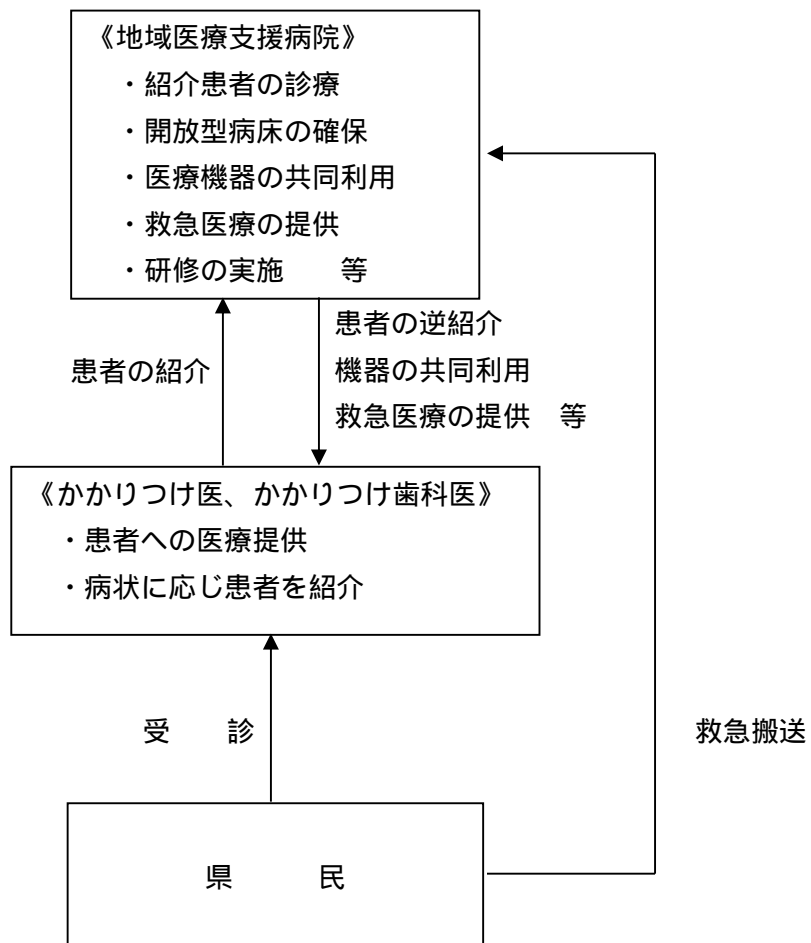 《地域医療支援病院》
・紹介患者の診療
・開放型病床の確保
・医療機器の共同利用
・救急医療の提供
・研修の実施　　等
患者の紹介
患者の逆紹介
機器の共同利用
救急医療の提供　等
《かかりつけ医、かかりつけ歯科医》
・患者への医療提供
・病状に応じ患者を紹介
受　　診
救急搬送
県　　　民